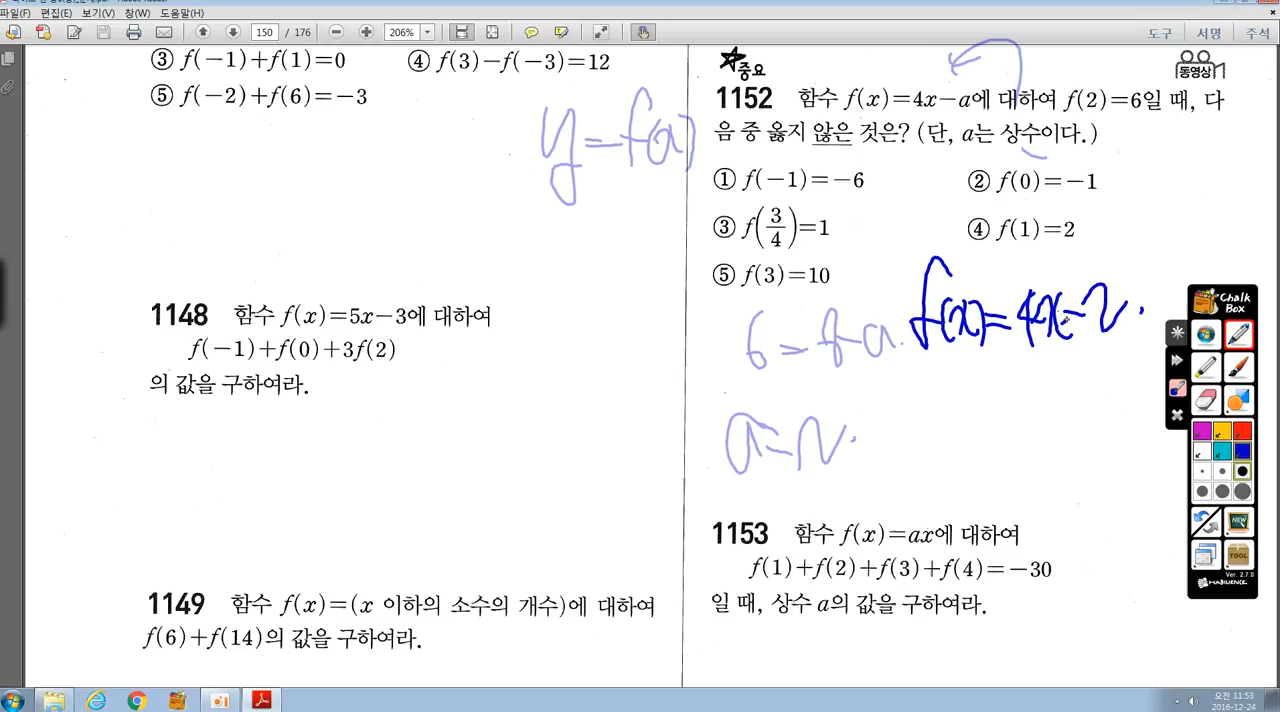 파일(F) 편집(E) 보기(V) 창(W) 도움말(H)
150 / 176 206% 도구 서명 주석
③ f(−1)+f(1)=0 ④ f(3)−f(−3)=12
⑤ f(−2)+f(6)=−3
y=f(x)
1148 함수 f(x)=5x−3에 대하여
f(−1)+f(0)+3f(2)
의 값을 구하여라.
1149 함수 f(x)=(x 이하의 소수의 개수)에 대하여
f(6)+f(14)의 값을 구하여라.
중요
동영상
1152 함수 f(x)=4x−a에 대하여 f(2)=6일 때, 다
음 중 옳지 않은 것은? (단, a는 상수이다.)
① f(−1)=−6 ② f(0)=−1
③ f(3/4)=1 ④ f(1)=2
⑤ f(3)=10
f(x)=4x−2.
6=8−a.
a=2.
1153 함수 f(x)=ax에 대하여
f(1)+f(2)+f(3)+f(4)=−30
일 때, 상수 a의 값을 구하여라.
Chalk
Box
NEW
TOOL
Ver. 2.7.8
MABILIENCE
오전 11:53
2016-12-24